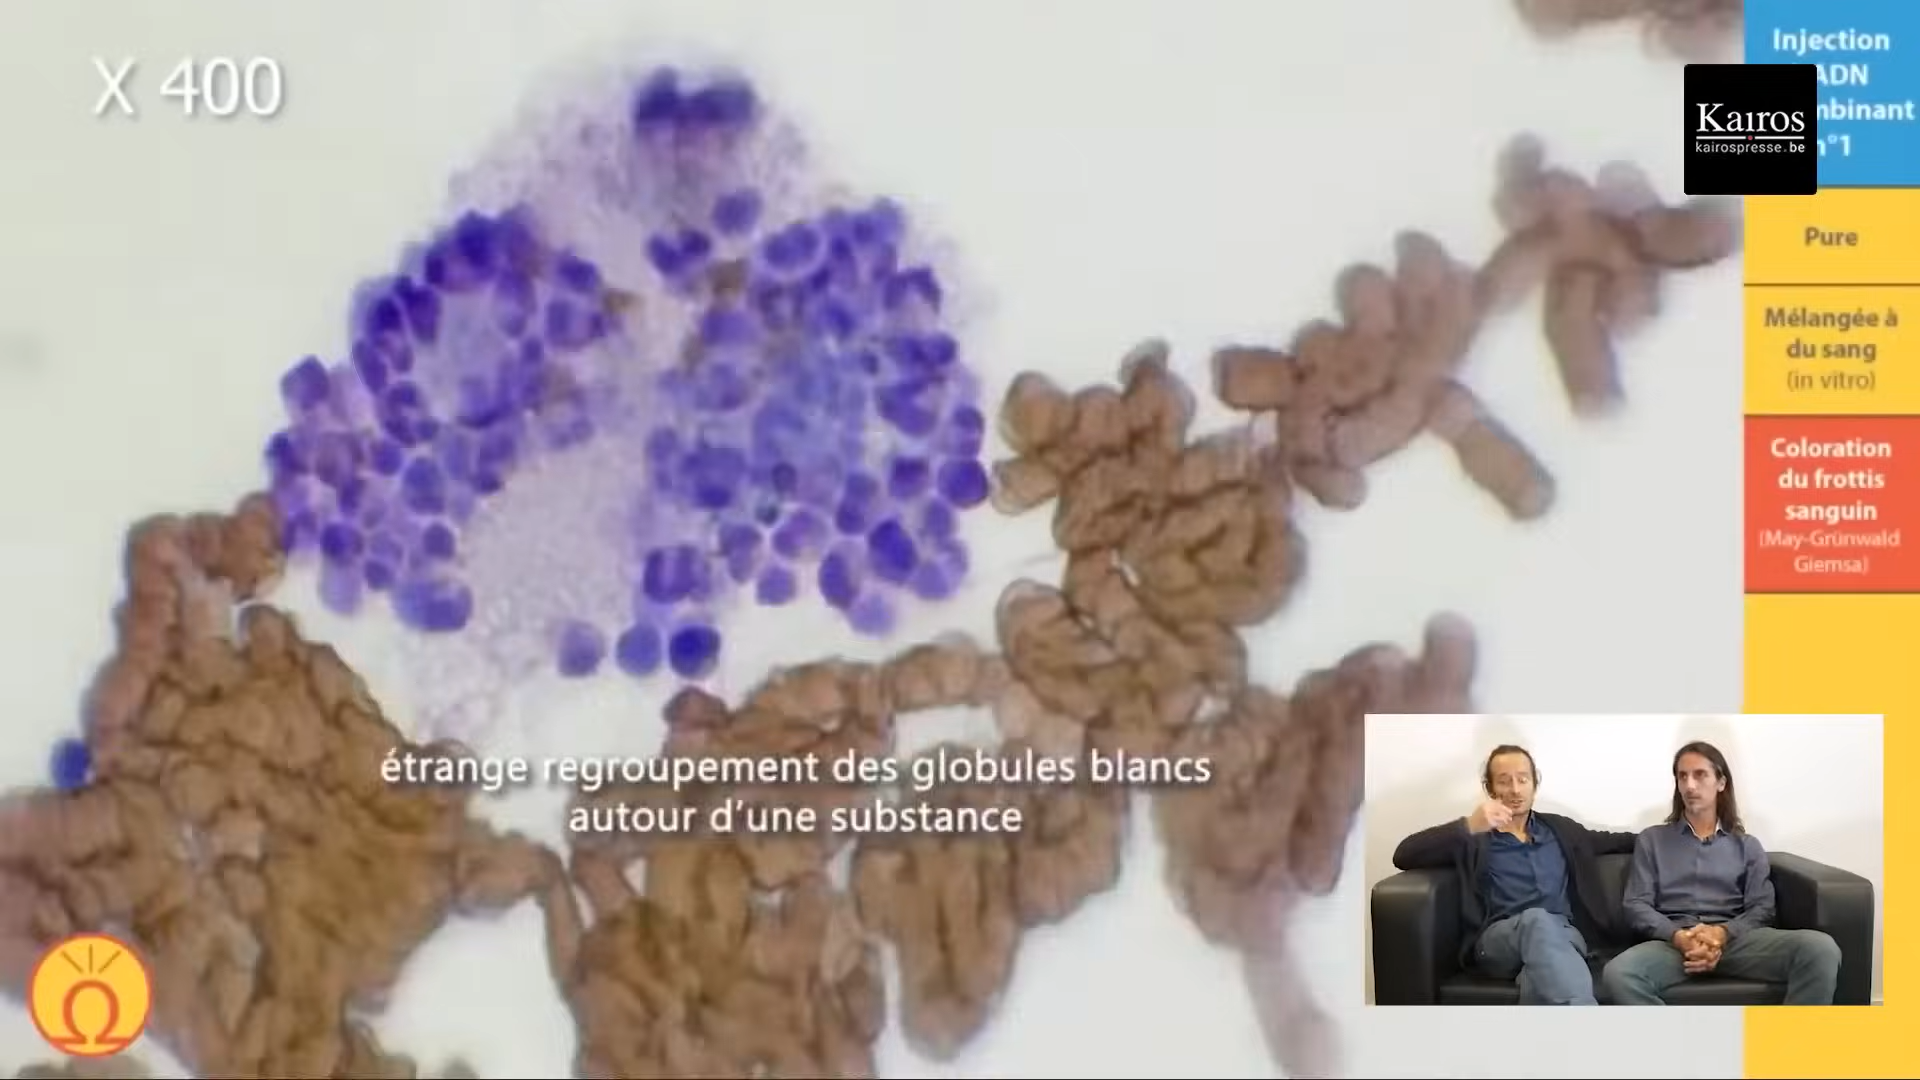 X 400
Injection
ADN
n°1
Kairos
kairospresse.be
Pure
Mélangée à
du sang
(in vitro)
Coloration
du frottis
sanguin
(May-Grünwald
Giemsa)
étrange regroupement des globules blancs
autour d’une substance
Ω